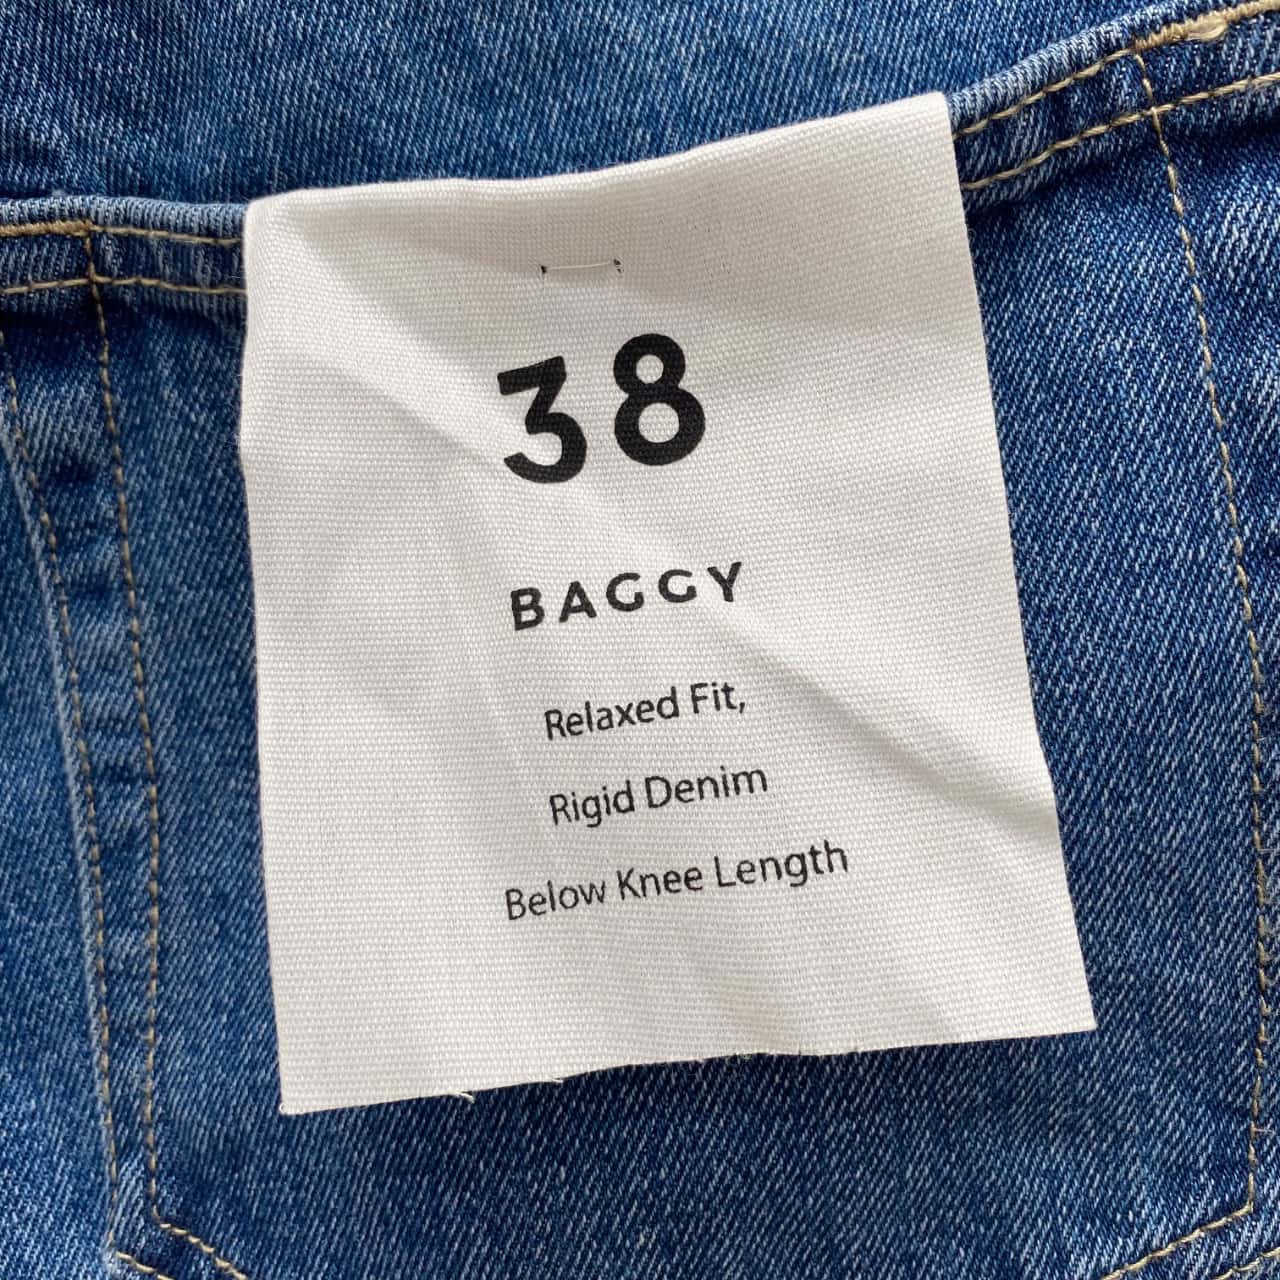 38
BAGGY
Relaxed Fit,
Rigid Denim
Below Knee Length